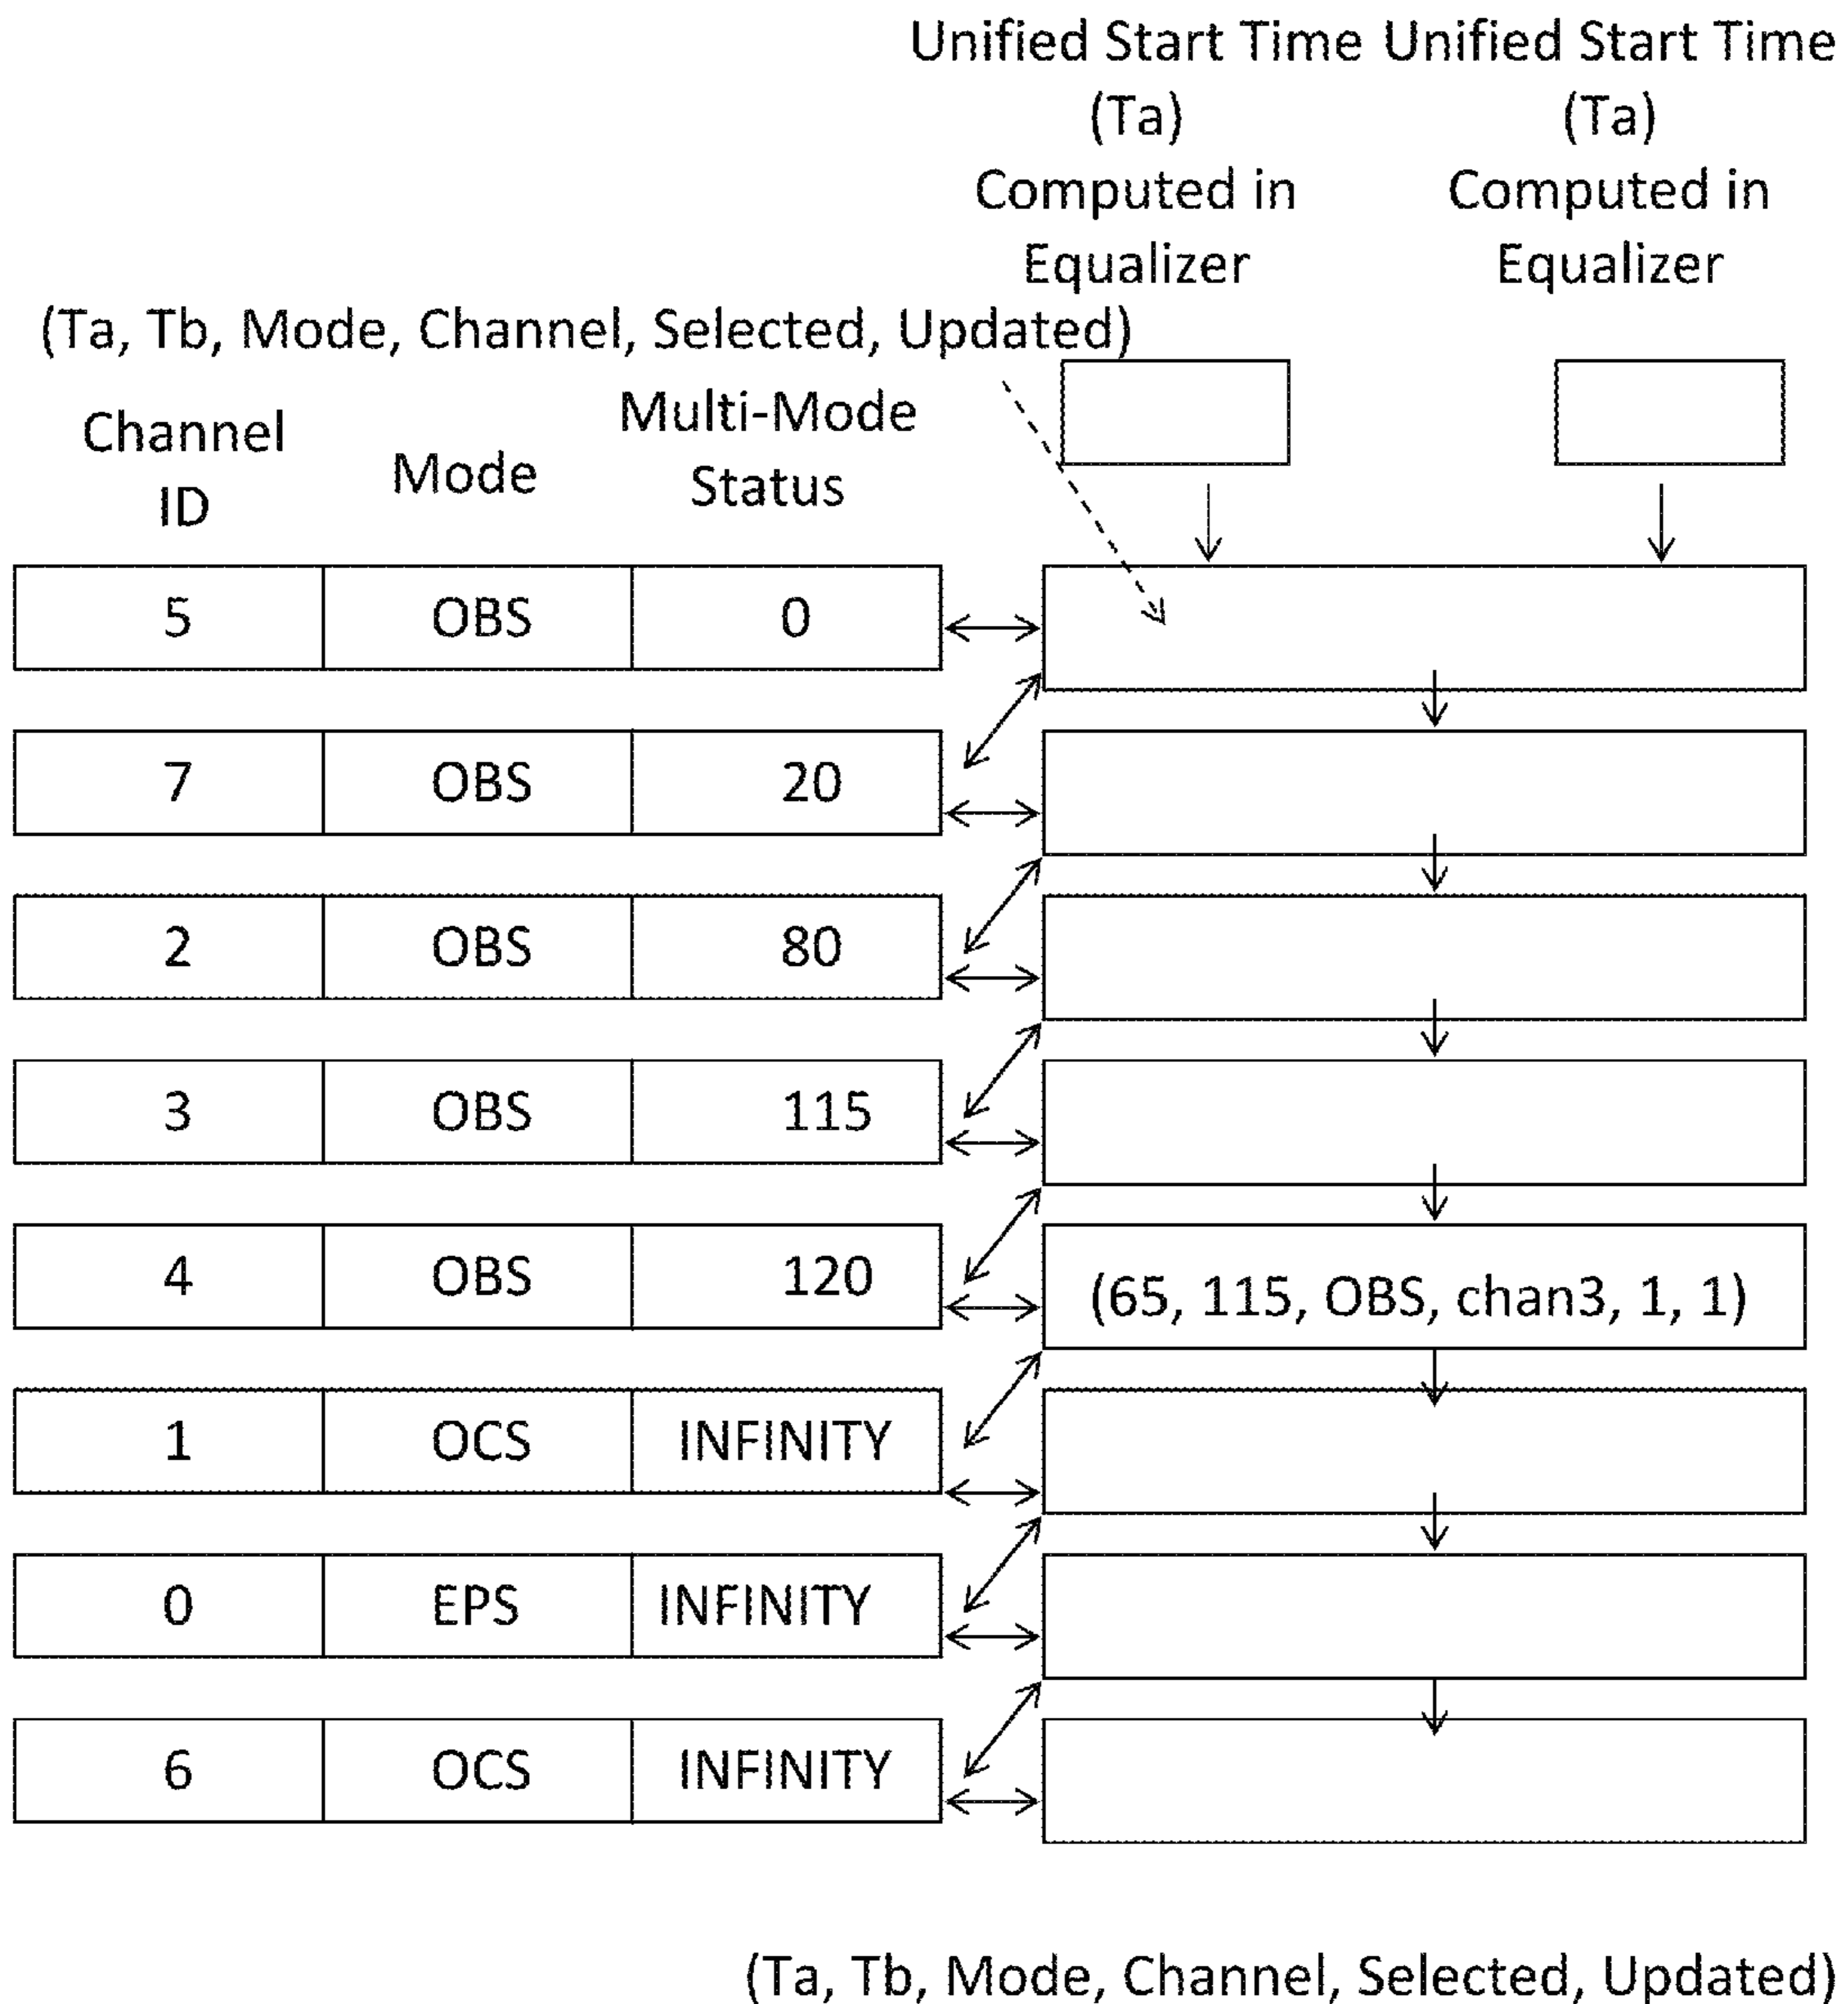 Unified Start Time Unified Start Time
(Ta) (Ta)
Computed in Computed in
Equalizer Equalizer
(Ta, Tb, Mode, Channel, Selected, Updated)
Channel
ID
Mode
Multi-Mode
Status
5 OBS 0
7 OBS 20
2 OBS 80
3 OBS 115
4 OBS 120 (65, 115, OBS, chan3, 1, 1)
1 OCS INFINITY
0 EPS INFINITY
6 OCS INFINITY
(Ta, Tb, Mode, Channel, Selected, Updated)